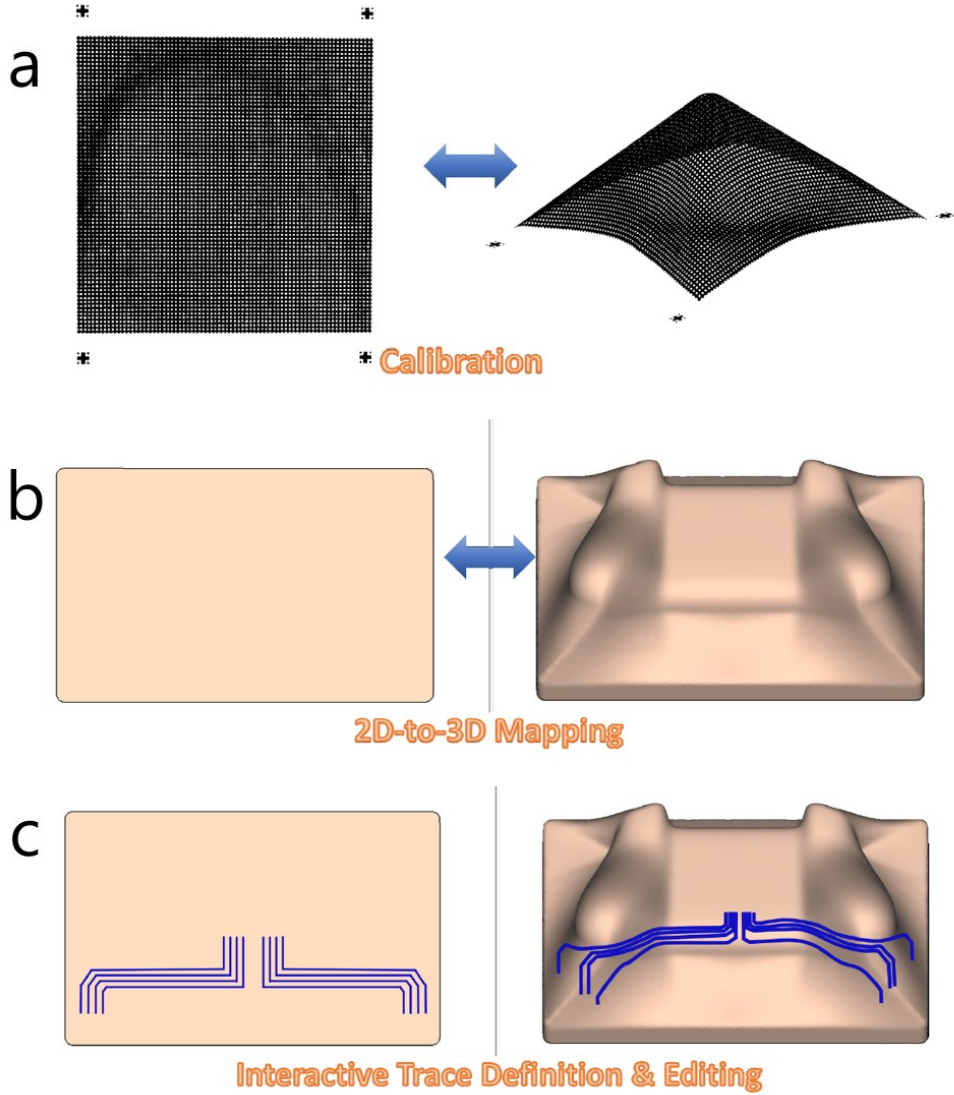 a
Calibration
b
2D-to-3D Mapping
c
Interactive Trace Definition & Editing